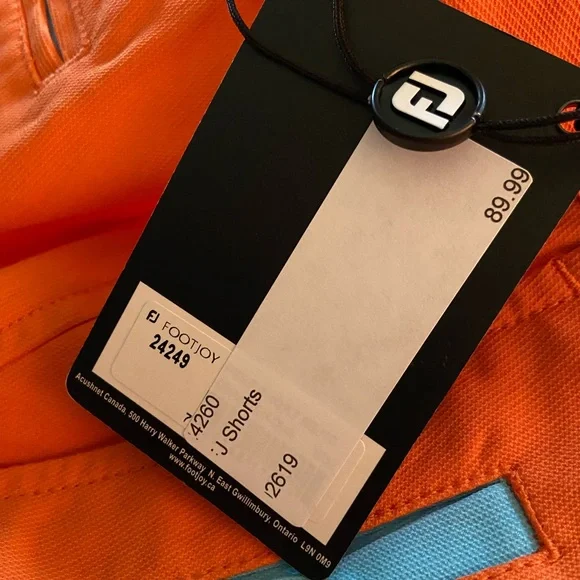 FJ
89.99
FJ FOOTJOY
24249
4260
:J Shorts
2619
Acushnet Canada, 500 Harry Walker Parkway N. East Gwillimbury, Ontario L9N 0M9
www.footjoy.ca